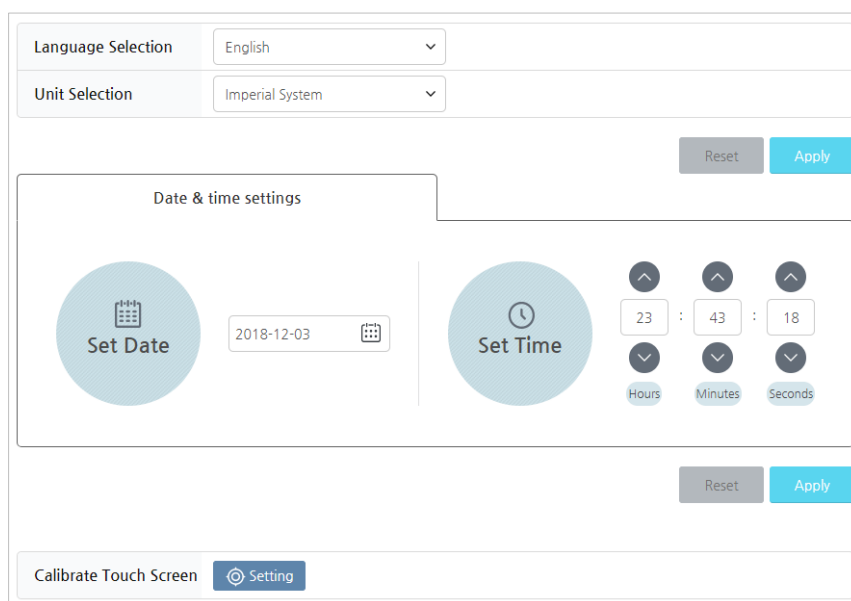 Language Selection English
Unit Selection Imperial System
Reset Apply
Date & time settings
Set Date
2018-12-03
Set Time
23 : 43 : 18
Hours Minutes Seconds
Reset Apply
Calibrate Touch Screen Setting